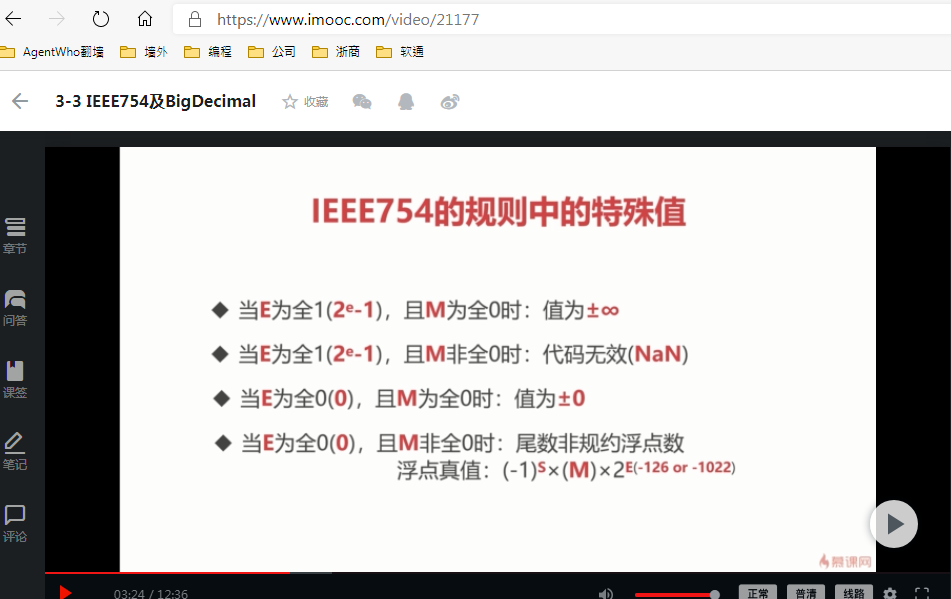 https://www.imooc.com/video/21177
AgentWho翻墙 墙外 编程 公司 浙商 软通
3-3 IEEE754及BigDecimal 收藏
章节
问答
课签
笔记
评论
IEEE754的规则中的特殊值
◆ 当E为全1(2ᵉ-1)，且M为全0时：值为±∞
◆ 当E为全1(2ᵉ-1)，且M非全0时：代码无效(NaN)
◆ 当E为全0(0)，且M为全0时：值为±0
◆ 当E为全0(0)，且M非全0时：尾数非规约浮点数
浮点真值：(-1)ˢ×(M)×2E(-126 or -1022)
慕课网
03:24 / 12:36 正常 普清 线路